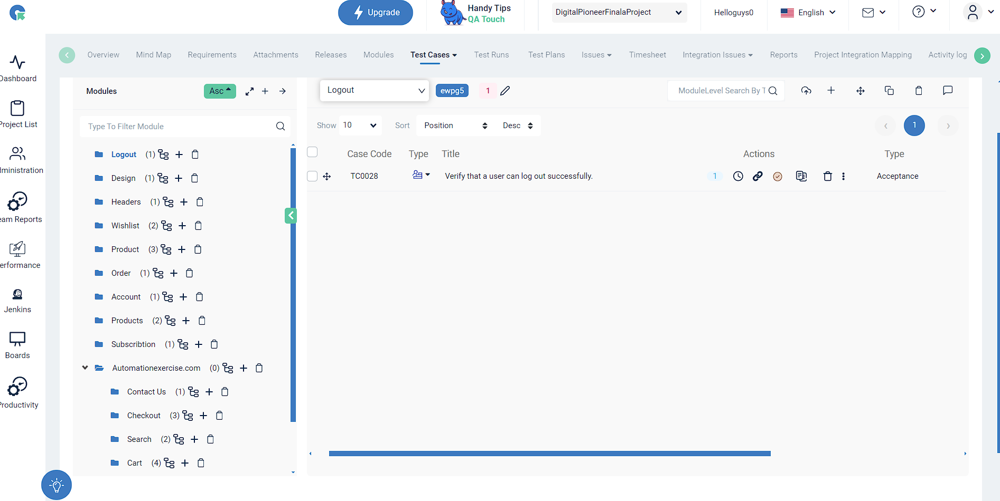 Upgrade
Handy Tips
QA Touch
DigitalPioneerFinalaProject
Helloguys0
English
Overview
Mind Map
Requirements
Attachments
Releases
Modules
Test Cases
Test Runs
Test Plans
Issues
Timesheet
Integration Issues
Reports
Project Integration Mapping
Activity log
Dashboard
Project List
dministration
eam Reports
erformance
Jenkins
Boards
Productivity
Modules
Asc
Type To Filter Module
Logout (1)
Design (1)
Headers (1)
Wishlist (2)
Product (3)
Order (1)
Account (1)
Products (2)
Subscribtion (1)
Automationexercise.com (0)
Contact Us (1)
Checkout (3)
Search (2)
Cart (4)
Logout
ewpg5
1
ModuleLevel Search By T
Show 10
Sort Position Desc
1
Case Code Type Title Actions Type
TC0028 Verify that a user can log out successfully. 1 Acceptance